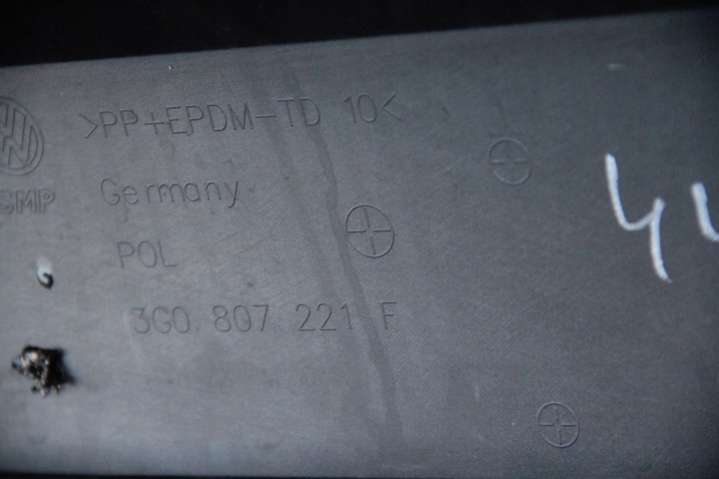 >PP+EPDM-TD 10<
Germany
POL
3G0 807 221 F